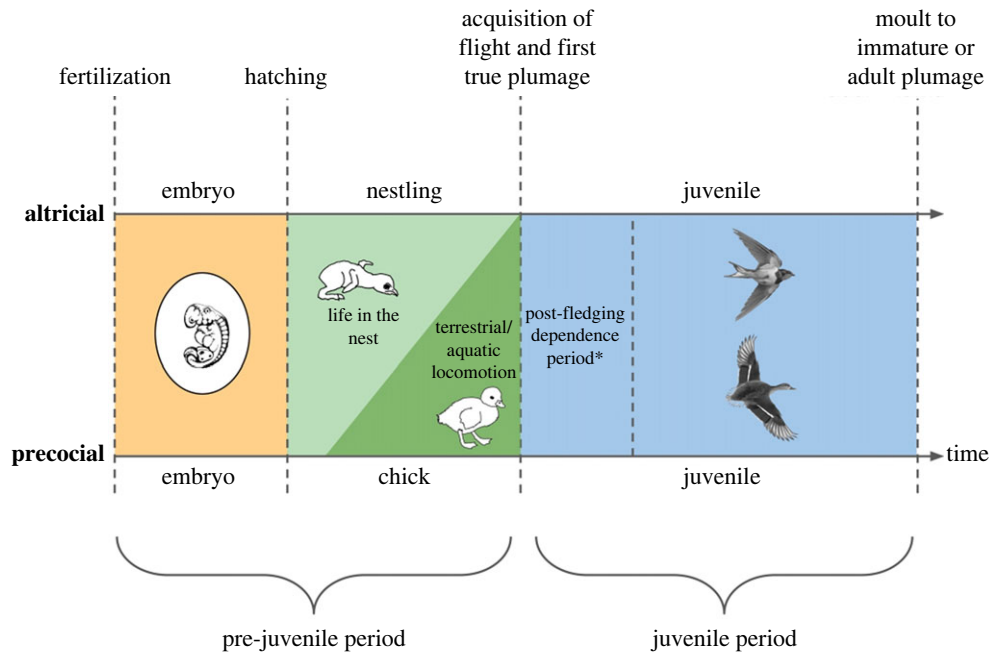 fertilization
hatching
acquisition of
flight and first
true plumage
moult to
immature or
adult plumage
embryo
nestling
juvenile
altricial
life in the
nest
terrestrial/
aquatic
locomotion
post-fledging
dependence
period*
precocial
time
embryo
chick
juvenile
pre-juvenile period
juvenile period